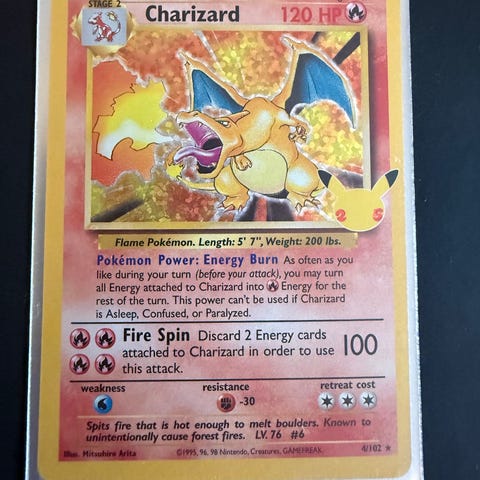 STAGE 2
Charizard 120 HP
25
Flame Pokémon. Length: 5' 7", Weight: 200 lbs.
Pokémon Power: Energy Burn As often as you
like during your turn (before your attack), you may turn
all Energy attached to Charizard into Energy for the
rest of the turn. This power can't be used if Charizard
is Asleep, Confused, or Paralyzed.
Fire Spin Discard 2 Energy cards
attached to Charizard in order to use 100
this attack.
weakness resistance retreat cost
-30
Spits fire that is hot enough to melt boulders. Known to
unintentionally cause forest fires. LV. 76 #6
Illus. Mitsuhiro Arita ©1995, 96, 98 Nintendo, Creatures, GAMEFREAK. 4/102 ★